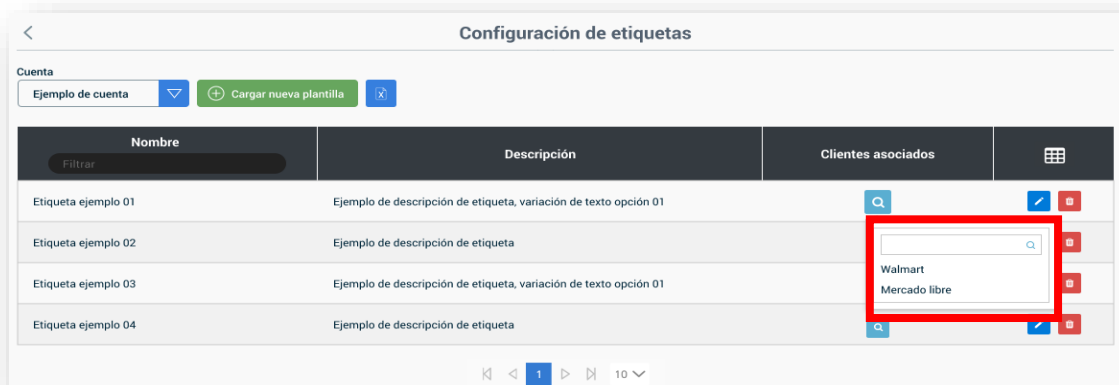 Configuración de etiquetas
Cuenta
Ejemplo de cuenta
Cargar nueva plantilla
Nombre
Filtrar
Descripción
Clientes asociados
Etiqueta ejemplo 01
Ejemplo de descripción de etiqueta, variación de texto opción 01
Etiqueta ejemplo 02
Ejemplo de descripción de etiqueta
Etiqueta ejemplo 03
Ejemplo de descripción de etiqueta, variación de texto opción 01
Walmart
Mercado libre
Etiqueta ejemplo 04
Ejemplo de descripción de etiqueta
1
10